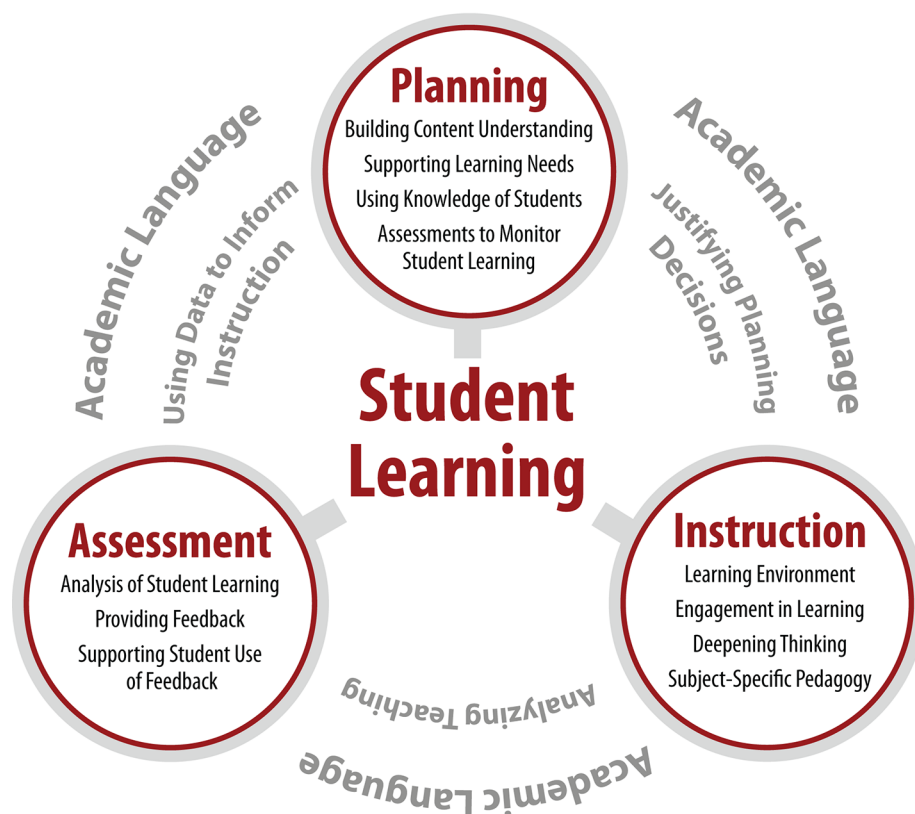 Planning
Building Content Understanding
Supporting Learning Needs
Using Knowledge of Students
Assessments to Monitor
Student Learning
Academic Language
Using Data to Inform
Instruction
Academic Language
Justifying Planning
Decisions
Student
Learning
Assessment
Analysis of Student Learning
Providing Feedback
Supporting Student Use
of Feedback
Instruction
Learning Environment
Engagement in Learning
Deepening Thinking
Subject-Specific Pedagogy
Analyzing Teaching
Academic Language